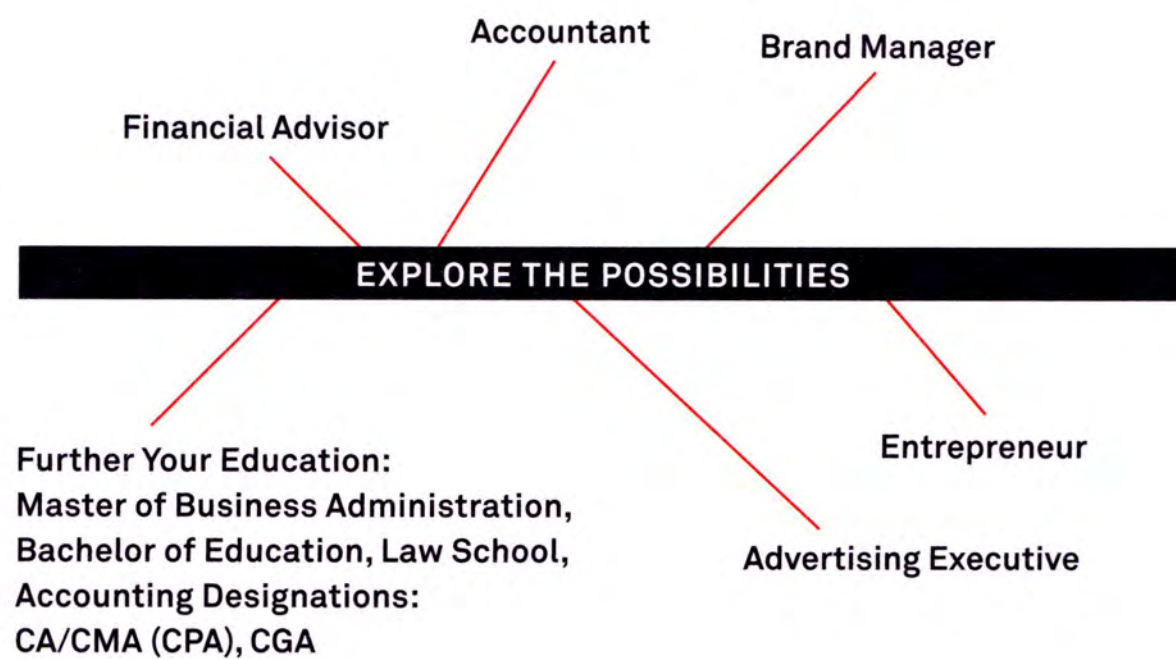 Accountant
Brand Manager
Financial Advisor
EXPLORE THE POSSIBILITIES
Further Your Education:
Master of Business Administration,
Bachelor of Education, Law School,
Accounting Designations:
CA/CMA (CPA), CGA
Entrepreneur
Advertising Executive